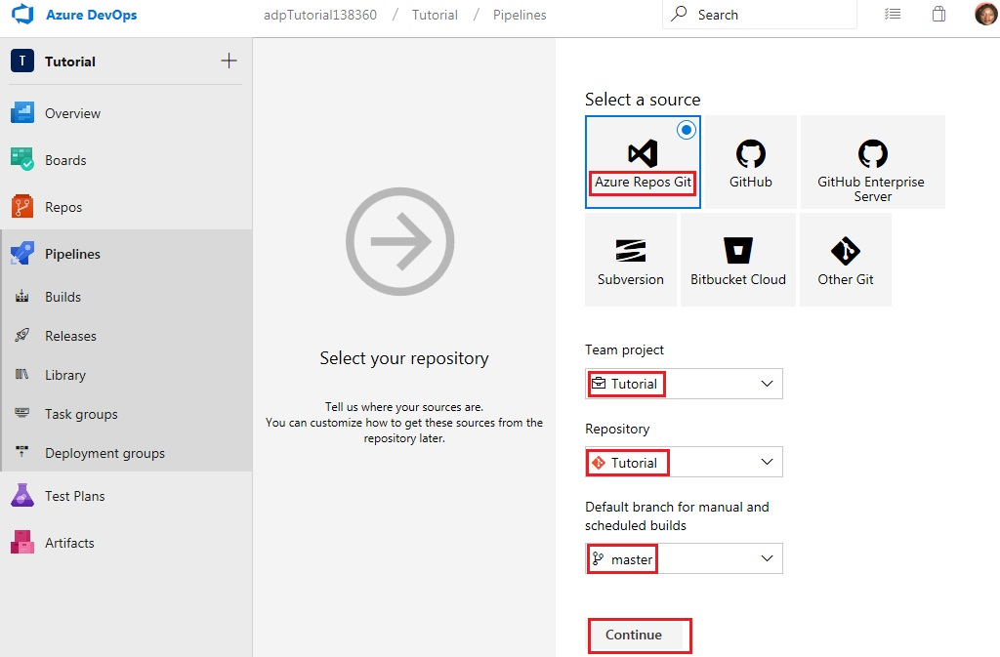 Azure DevOps
adpTutorial138360 / Tutorial / Pipelines
Search
T Tutorial +
Overview
Boards
Repos
Pipelines
Builds
Releases
Library
Task groups
Deployment groups
Test Plans
Artifacts
Select your repository
Tell us where your sources are.
You can customize how to get these sources from the
repository later.
Select a source
Azure Repos Git
GitHub
GitHub Enterprise
Server
Subversion
Bitbucket Cloud
Other Git
Team project
Tutorial
Repository
Tutorial
Default branch for manual and
scheduled builds
master
Continue